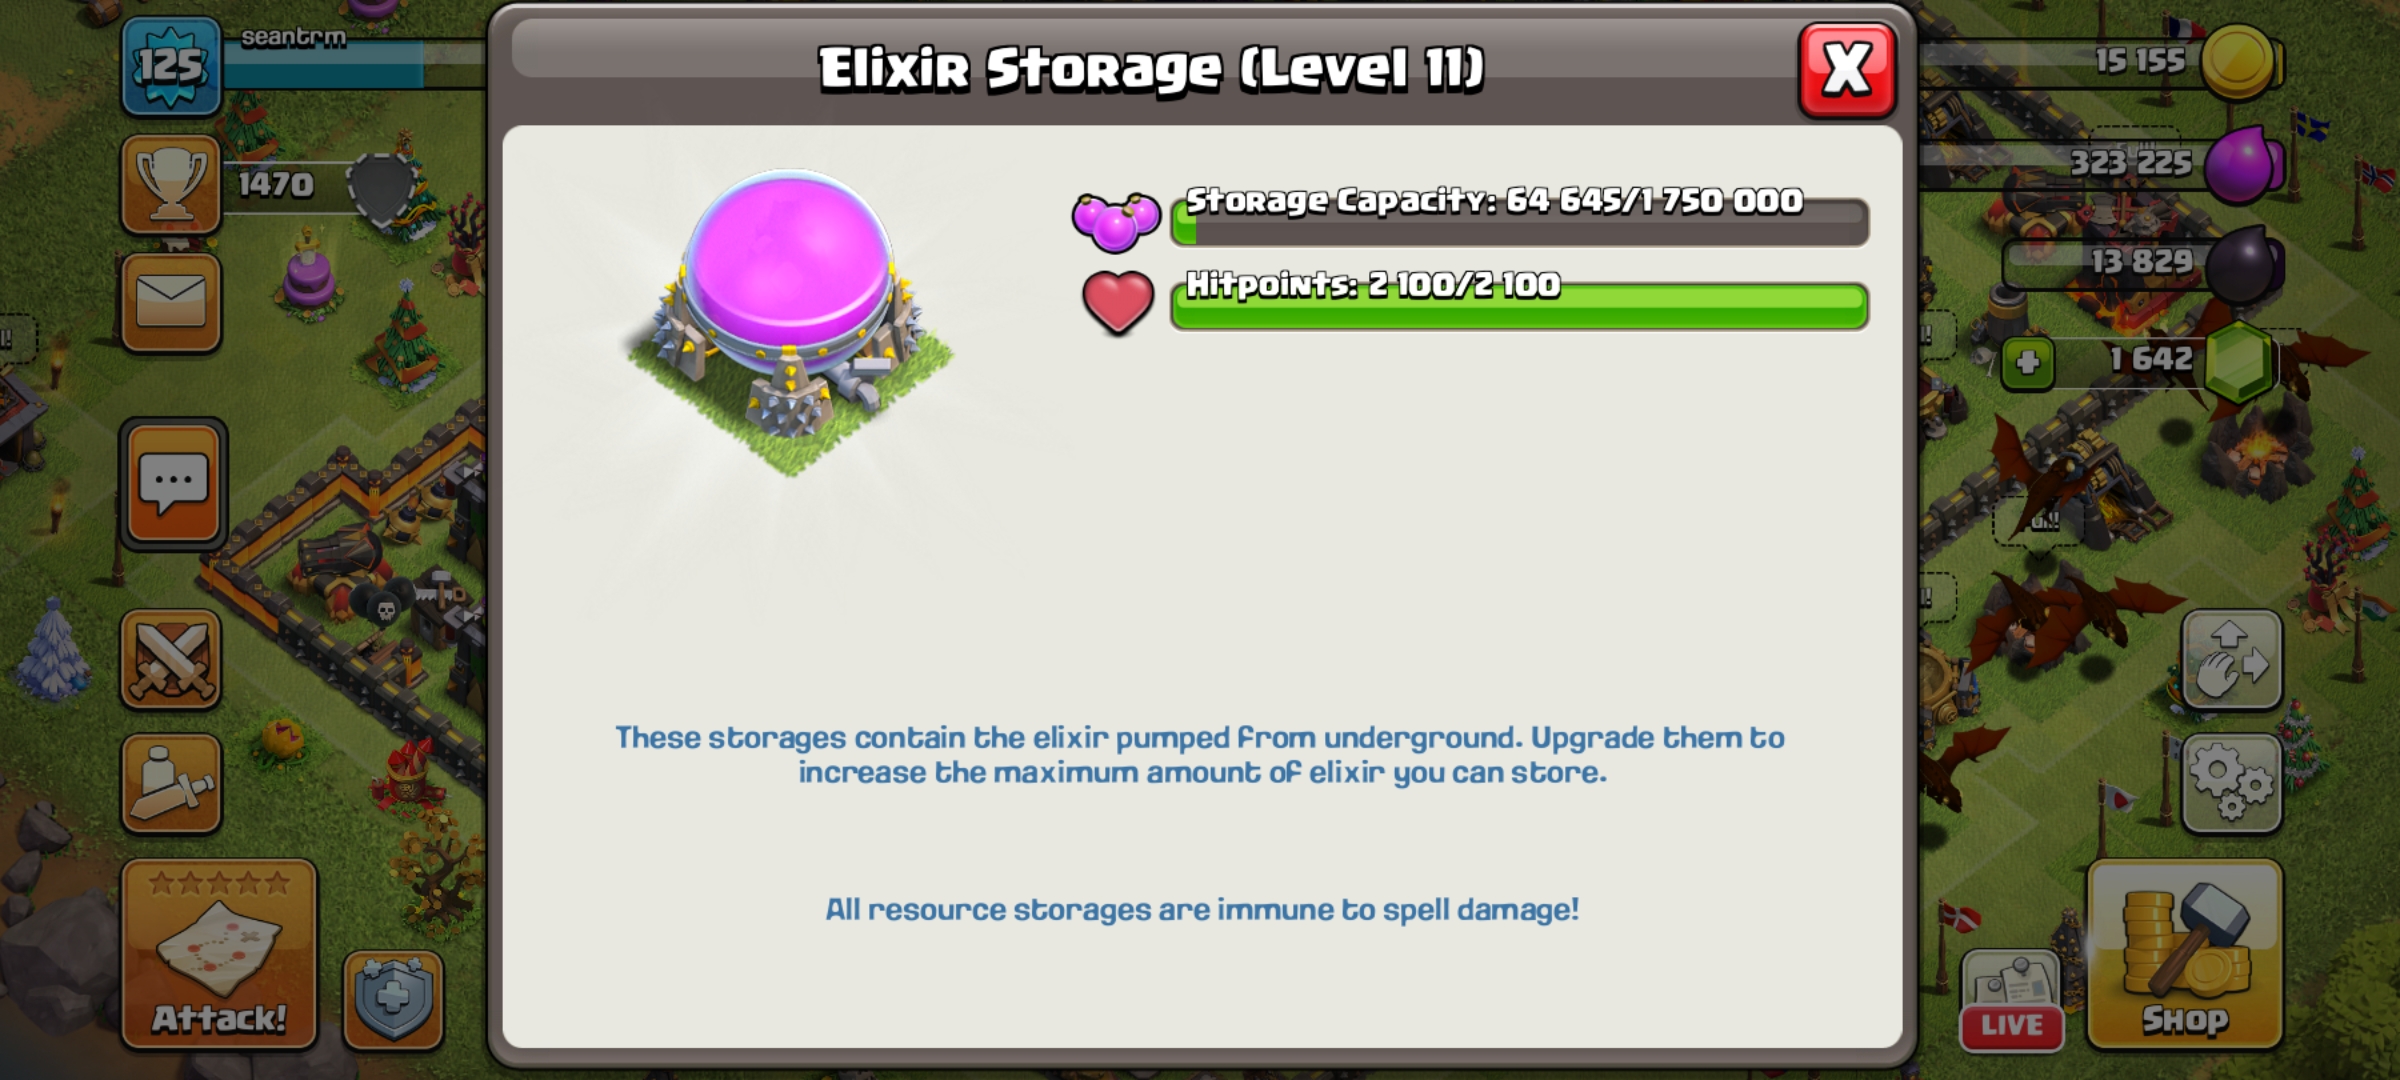 125
seantrm
Elixir Storage (Level 11)
X
15 155
1470
Storage Capacity: 64 645/1 750 000
323 225
Hitpoints: 2 100/2 100
13 829
1 642
These storages contain the elixir pumped from underground. Upgrade them to
increase the maximum amount of elixir you can store.
All resource storages are immune to spell damage!
Attack!
LIVE
Shop